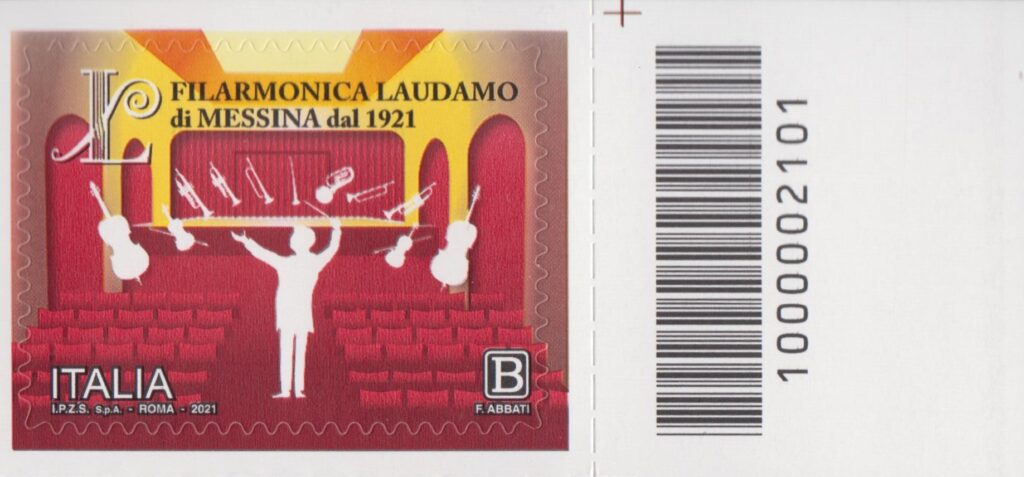 FILARMONICA LAUDAMO
di MESSINA dal 1921
ITALIA
I.P.Z.S. S.p.A. - ROMA - 2021
B
F. ABBATI
1000002101